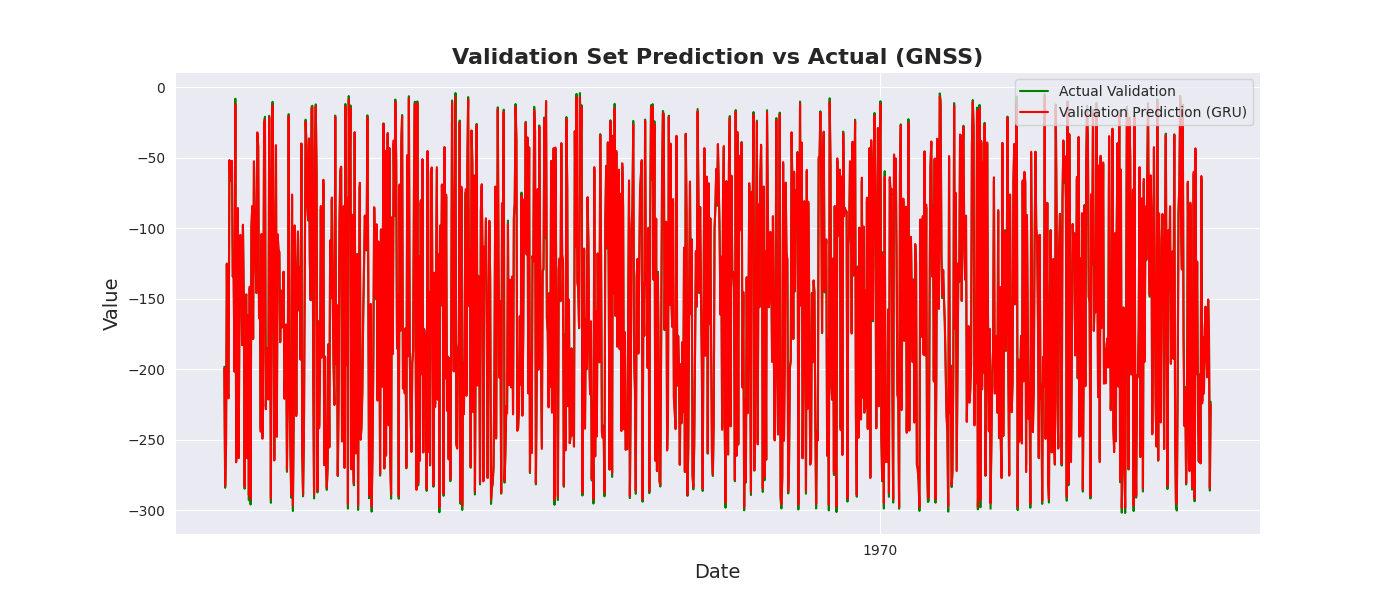 Validation Set Prediction vs Actual (GNSS)
Actual Validation
Validation Prediction (GRU)
0
−50
−100
−150
−200
−250
−300
Value
1970
Date